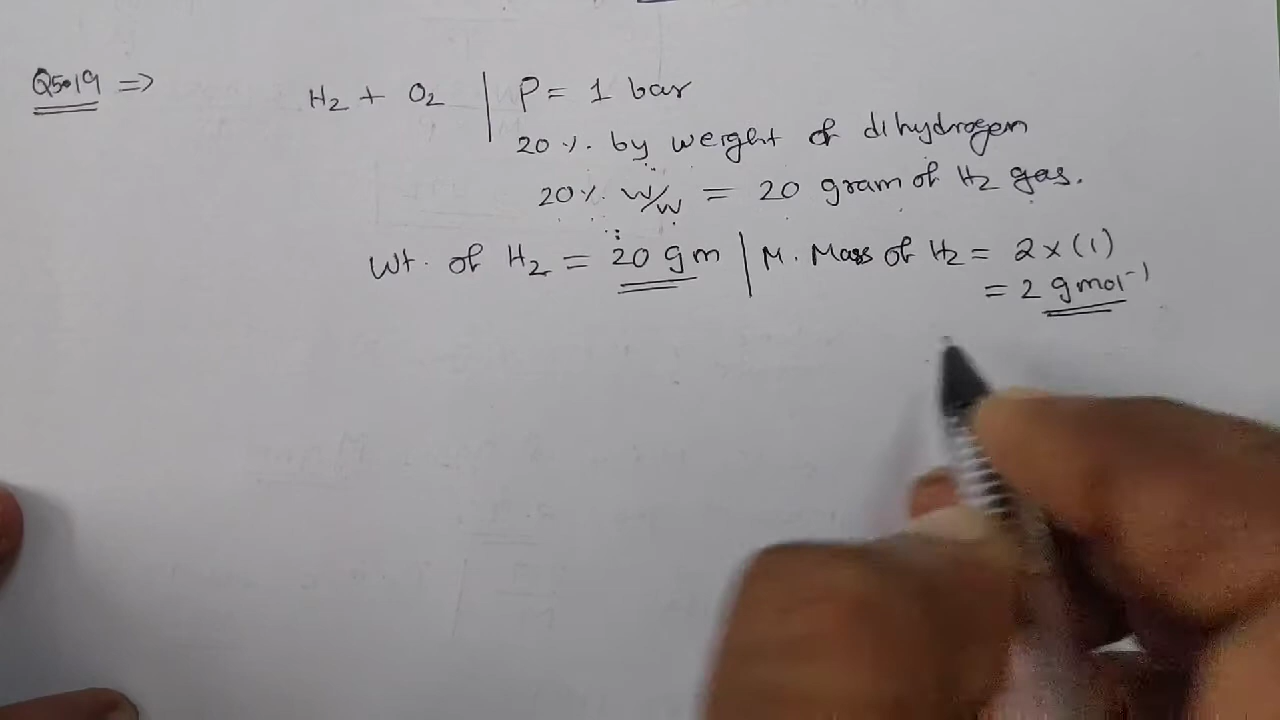 Q5.19 ⇒
H₂ + O₂ | P = 1 bar
20 %. by weight of dihydrogen
20 %. W/W = 20 gram of H₂ gas.
Wt. of H₂ = 20 gm | M. Mass of H₂ = 2 × (1)
= 2 gmol⁻¹